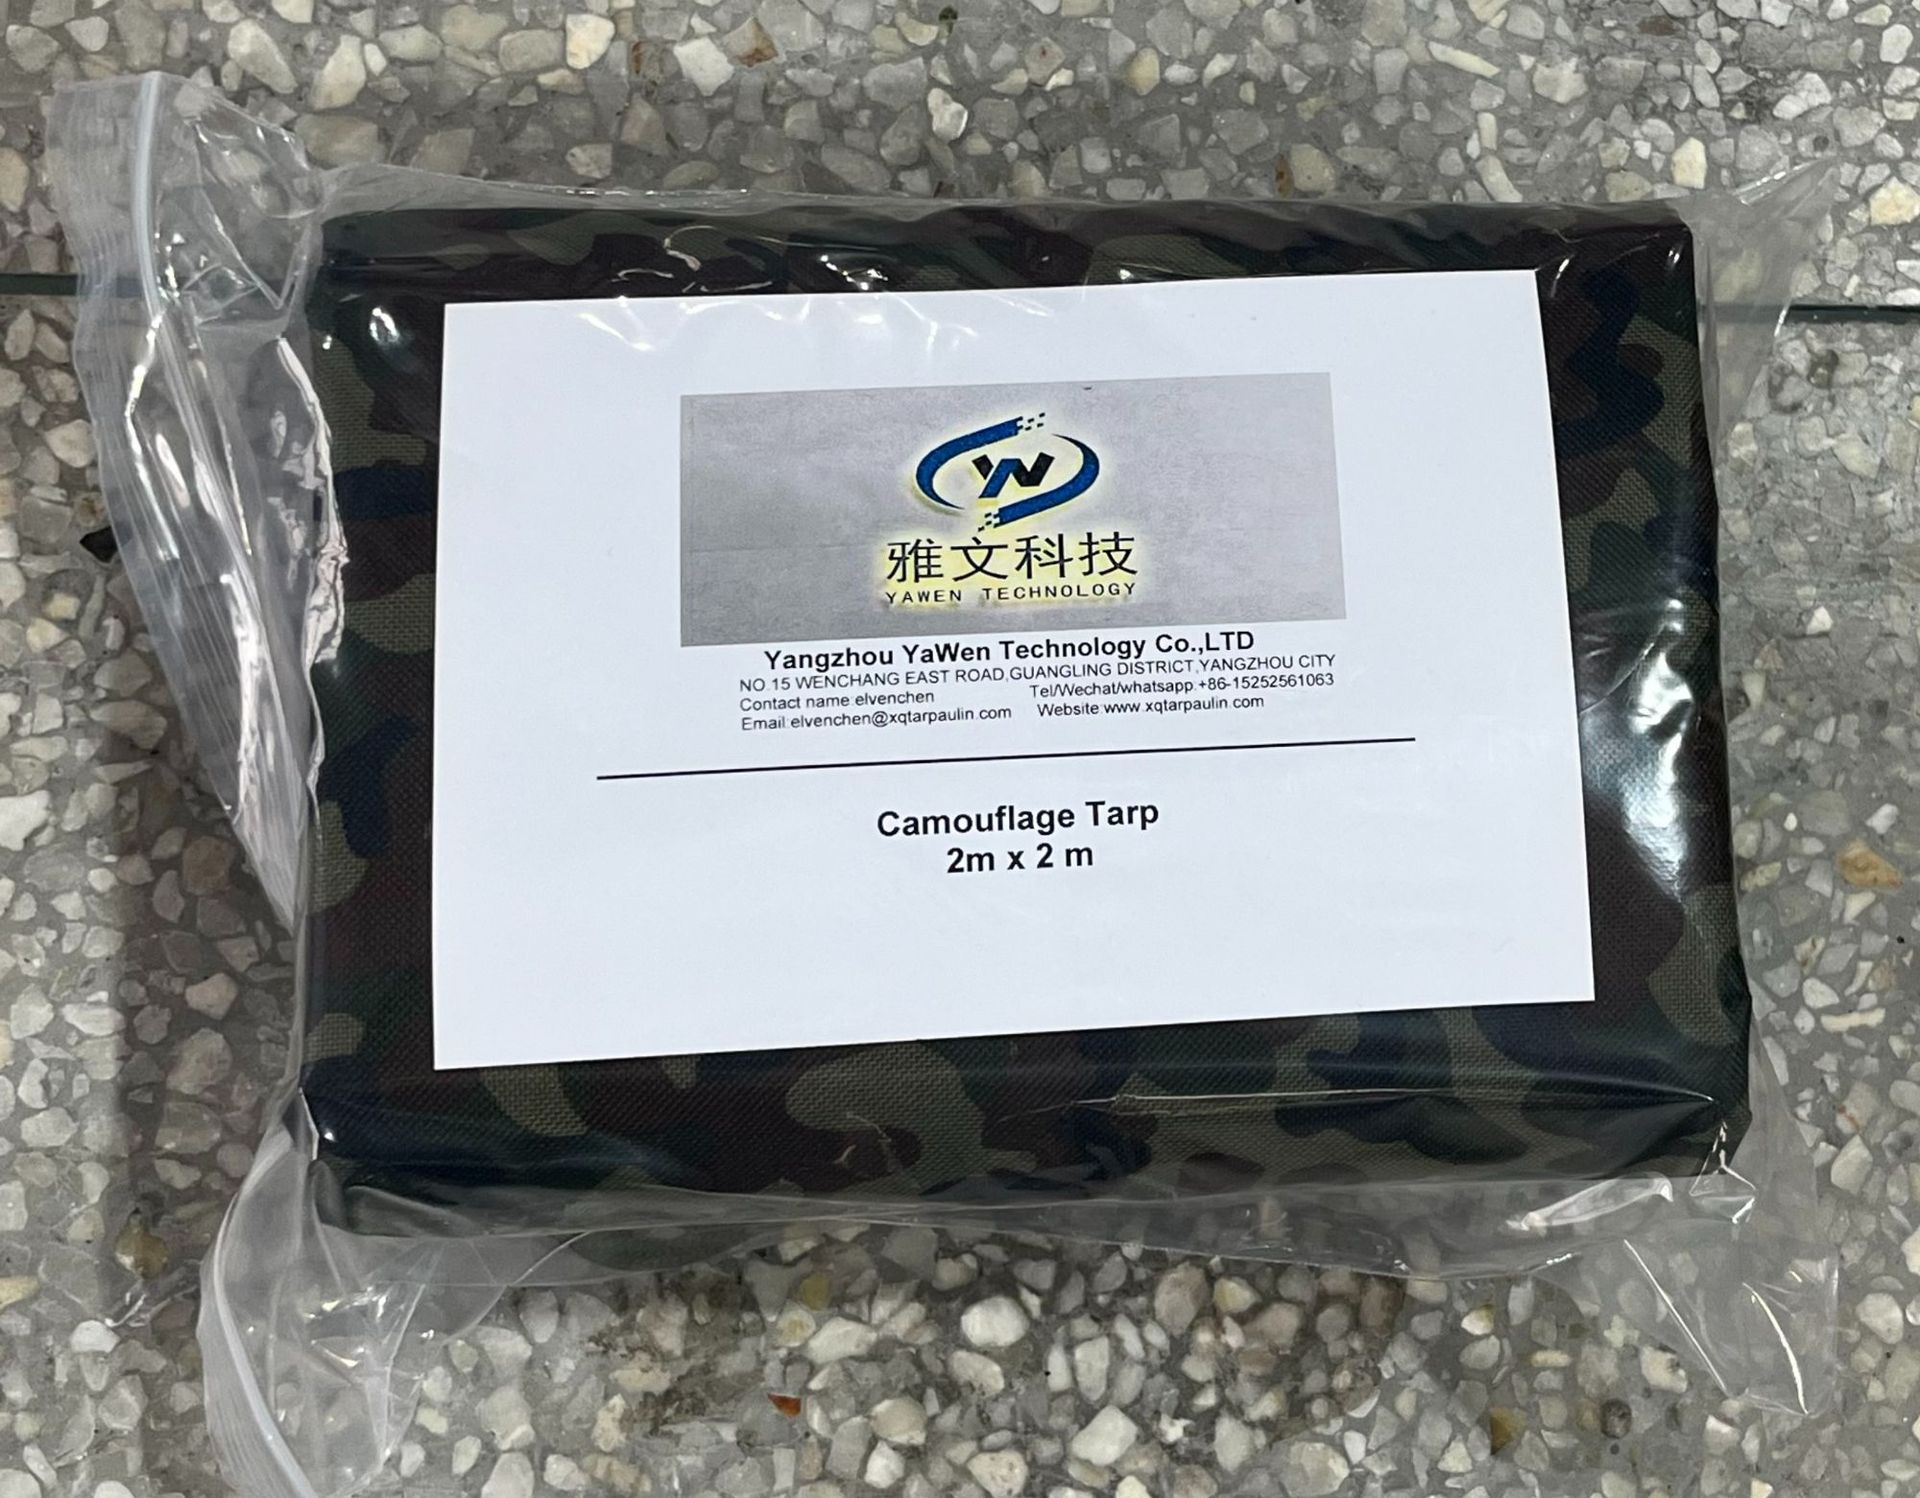 YW
雅文科技
YAWEN TECHNOLOGY
Yangzhou YaWen Technology Co.,LTD
NO.15 WENCHANG EAST ROAD,GUANGLING DISTRICT,YANGZHOU CITY
Contact name:elvenchen Tel/Wechat/whatsapp:+86-15252561063
Email:elvenchen@xqtarpaulin.com Website:www.xqtarpaulin.com
Camouflage Tarp
2m x 2 m